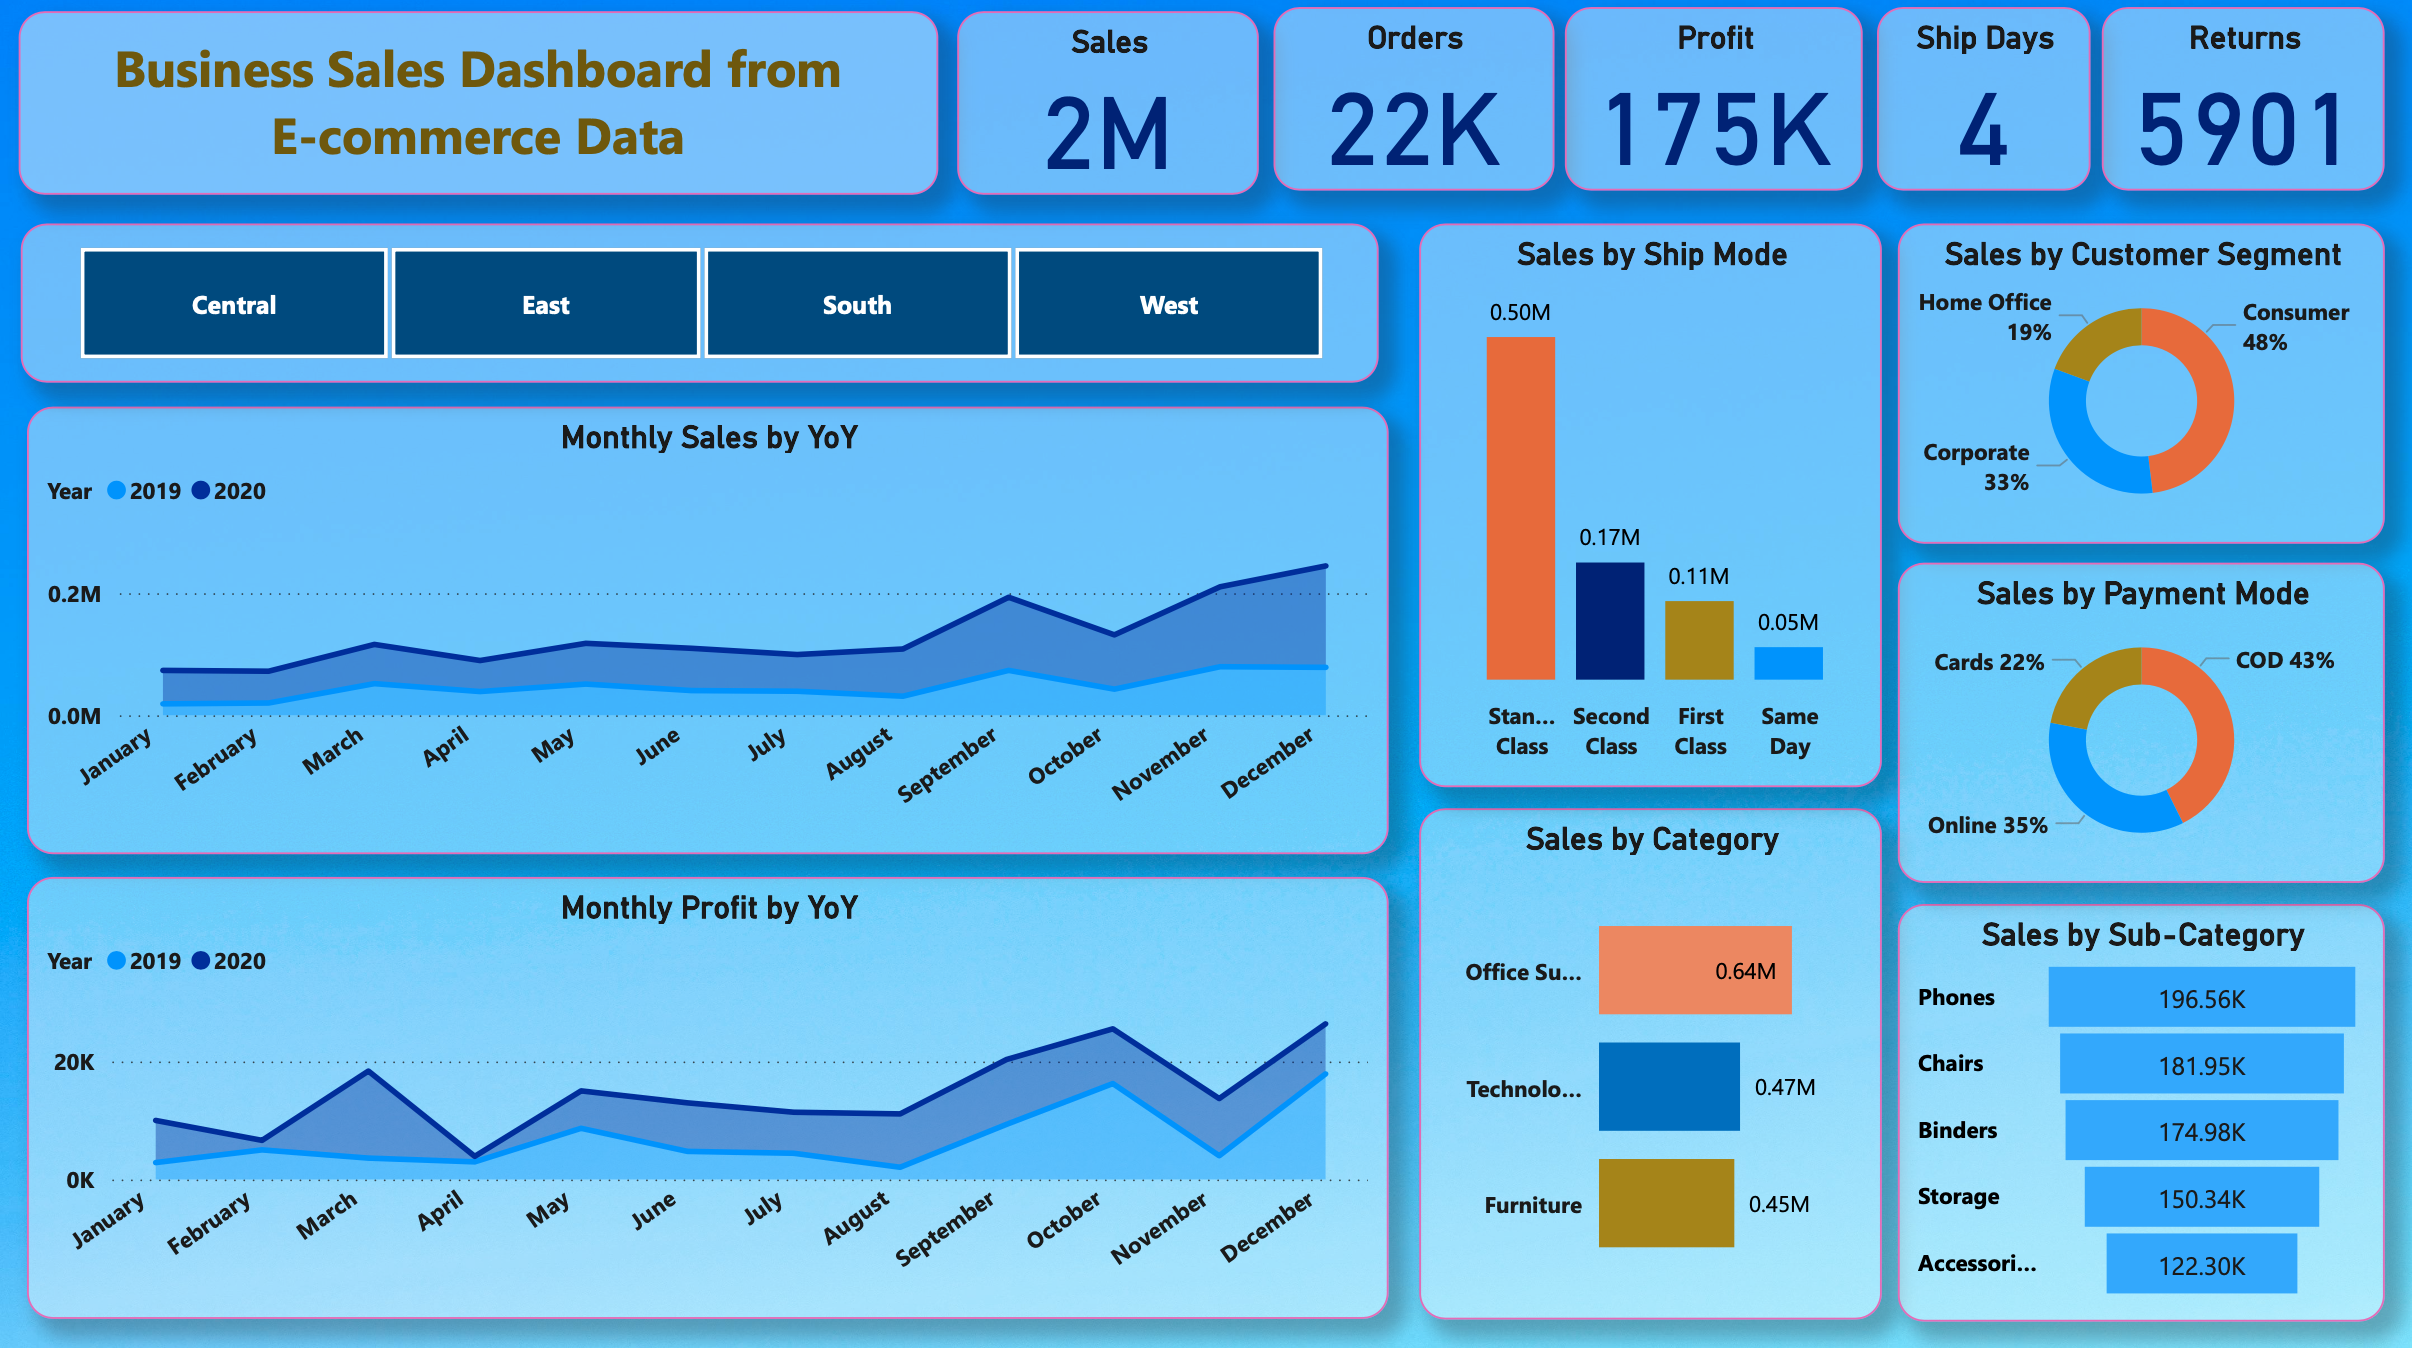 Business Sales Dashboard from
E-commerce Data
Sales
2M
Orders
22K
Profit
175K
Ship Days
4
Returns
5901
Central
East
South
West
Monthly Sales by YoY
Year 2019 2020
0.2M
0.0M
January
February
March
April
May
June
July
August
September
October
November
December
Monthly Profit by YoY
Year 2019 2020
20K
0K
January
February
March
April
May
June
July
August
September
October
November
December
Sales by Ship Mode
0.50M
0.17M
0.11M
0.05M
Stan...
Class
Second
Class
First
Class
Same
Day
Sales by Category
Office Su...
0.64M
Technolo...
0.47M
Furniture
0.45M
Sales by Customer Segment
Home Office
19%
Consumer
48%
Corporate
33%
Sales by Payment Mode
Cards 22%
COD 43%
Online 35%
Sales by Sub-Category
Phones
196.56K
Chairs
181.95K
Binders
174.98K
Storage
150.34K
Accessori...
122.30K